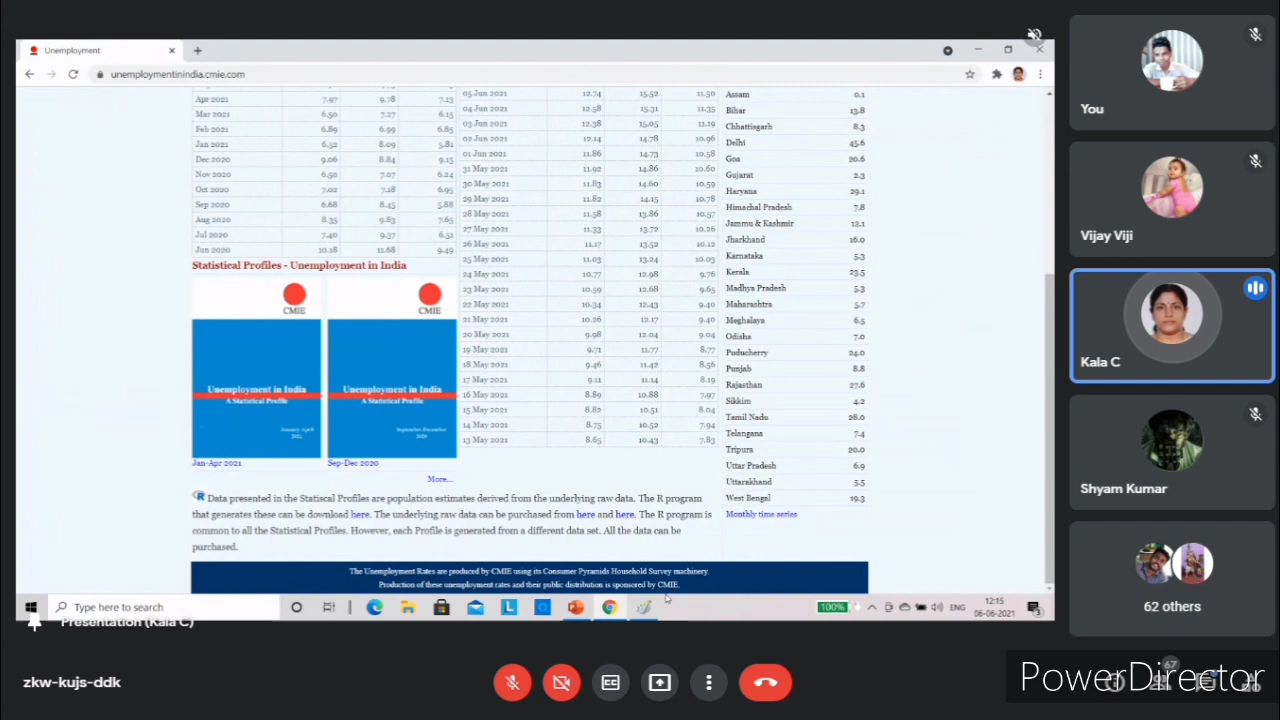 Unemployment
unemploymentinindia.cmie.com
Apr 2021 7.97 9.78 7.13
Mar 2021 6.50 7.27 6.15
Feb 2021 6.89 6.99 6.85
Jan 2021 6.52 8.09 5.81
Dec 2020 9.06 8.84 9.15
Nov 2020 6.50 7.07 6.24
Oct 2020 7.02 7.18 6.95
Sep 2020 6.68 8.45 5.88
Aug 2020 8.35 9.83 7.65
Jul 2020 7.40 9.37 6.51
Jun 2020 10.18 11.68 9.49
Statistical Profiles - Unemployment in India
CMIE
Unemployment in India
A Statistical Profile
January-April
2021
Jan-Apr 2021
CMIE
Unemployment in India
A Statistical Profile
September-December
2020
Sep-Dec 2020
More...
05 Jun 2021 12.74 15.52 11.50
04 Jun 2021 12.58 15.31 11.35
03 Jun 2021 12.38 15.05 11.19
02 Jun 2021 12.14 14.78 10.96
01 Jun 2021 11.86 14.73 10.58
31 May 2021 11.92 14.86 10.60
30 May 2021 11.83 14.60 10.59
29 May 2021 11.82 14.15 10.78
28 May 2021 11.58 13.86 10.57
27 May 2021 11.33 13.72 10.26
26 May 2021 11.17 13.52 10.12
25 May 2021 11.03 13.24 10.03
24 May 2021 10.77 12.98 9.76
23 May 2021 10.59 12.68 9.65
22 May 2021 10.34 12.43 9.40
21 May 2021 10.26 12.17 9.40
20 May 2021 9.98 12.04 9.04
19 May 2021 9.71 11.77 8.77
18 May 2021 9.46 11.42 8.56
17 May 2021 9.11 11.14 8.19
16 May 2021 8.89 10.88 7.97
15 May 2021 8.82 10.51 8.04
14 May 2021 8.75 10.52 7.94
13 May 2021 8.65 10.43 7.83
Assam 0.1
Bihar 13.8
Chhattisgarh 8.3
Delhi 45.6
Goa 20.6
Gujarat 2.3
Haryana 29.1
Himachal Pradesh 7.8
Jammu & Kashmir 12.1
Jharkhand 16.0
Karnataka 5.3
Kerala 23.5
Madhya Pradesh 5.3
Maharashtra 5.7
Meghalaya 6.5
Odisha 7.0
Puducherry 24.0
Punjab 8.8
Rajasthan 27.6
Sikkim 4.2
Tamil Nadu 28.0
Telangana 7.4
Tripura 20.0
Uttar Pradesh 6.9
Uttarakhand 5.5
West Bengal 19.3
Monthly time series
R Data presented in the Statiscal Profiles are population estimates derived from the underlying raw data. The R program
that generates these can be download here. The underlying raw data can be purchased from here and here. The R program is
common to all the Statistical Profiles. However, each Profile is generated from a different data set. All the data can be
purchased.
The Unemployment Rates are produced by CMIE using its Consumer Pyramids Household Survey machinery.
Production of these unemployment rates and their public distribution is sponsored by CMIE.
Type here to search
L
100%
ENG
12:15
06-06-2021
3
Presentation (Kala C)
You
Vijay Viji
Kala C
Shyam Kumar
62 others
zkw-kujs-ddk
CC
67
PowerDirector